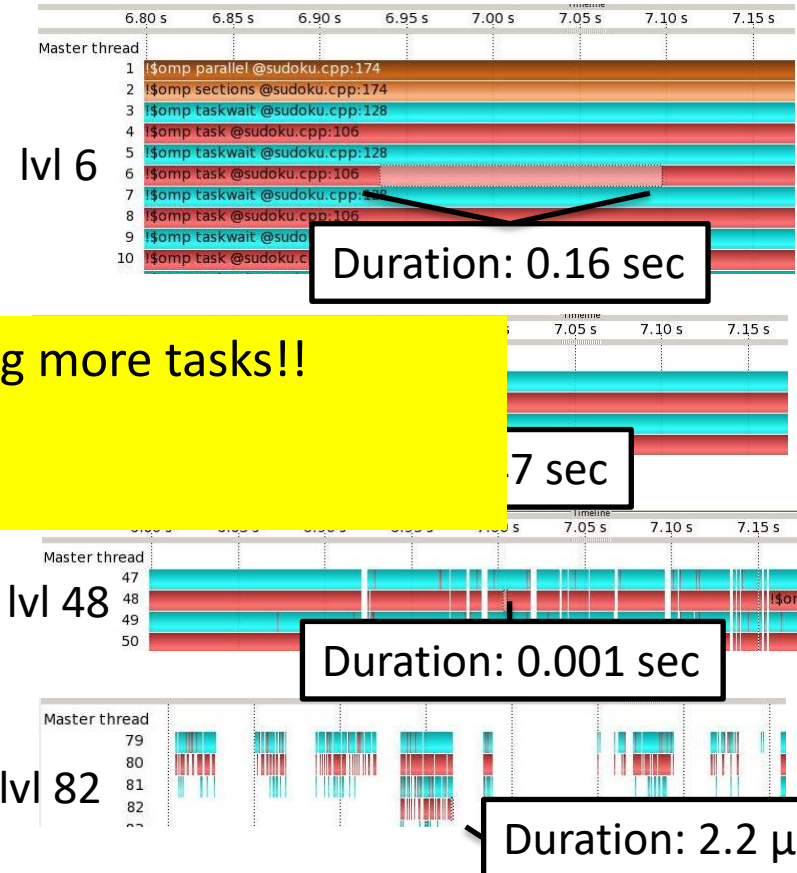 6.80 s 6.85 s 6.90 s 6.95 s 7.00 s 7.05 s 7.10 s 7.15 s
Master thread
1 !$omp parallel @sudoku.cpp:174
2 !$omp sections @sudoku.cpp:174
3 !$omp taskwait @sudoku.cpp:128
4 !$omp task @sudoku.cpp:106
5 !$omp taskwait @sudoku.cpp:128
lvl 6
6 !$omp task @sudoku.cpp:106
7 !$omp taskwait @sudoku.cpp:128
8 !$omp task @sudoku.cpp:106
9 !$omp taskwait @sudo
10 !$omp task @sudoku.c
Duration: 0.16 sec
7.05 s 7.10 s 7.15 s
g more tasks!!
7 sec
Timeline
7.05 s 7.10 s 7.15 s
Master thread
47
lvl 48
48 !$or
49
50
Duration: 0.001 sec
Master thread
79
80
lvl 82
81
82
Duration: 2.2 μ